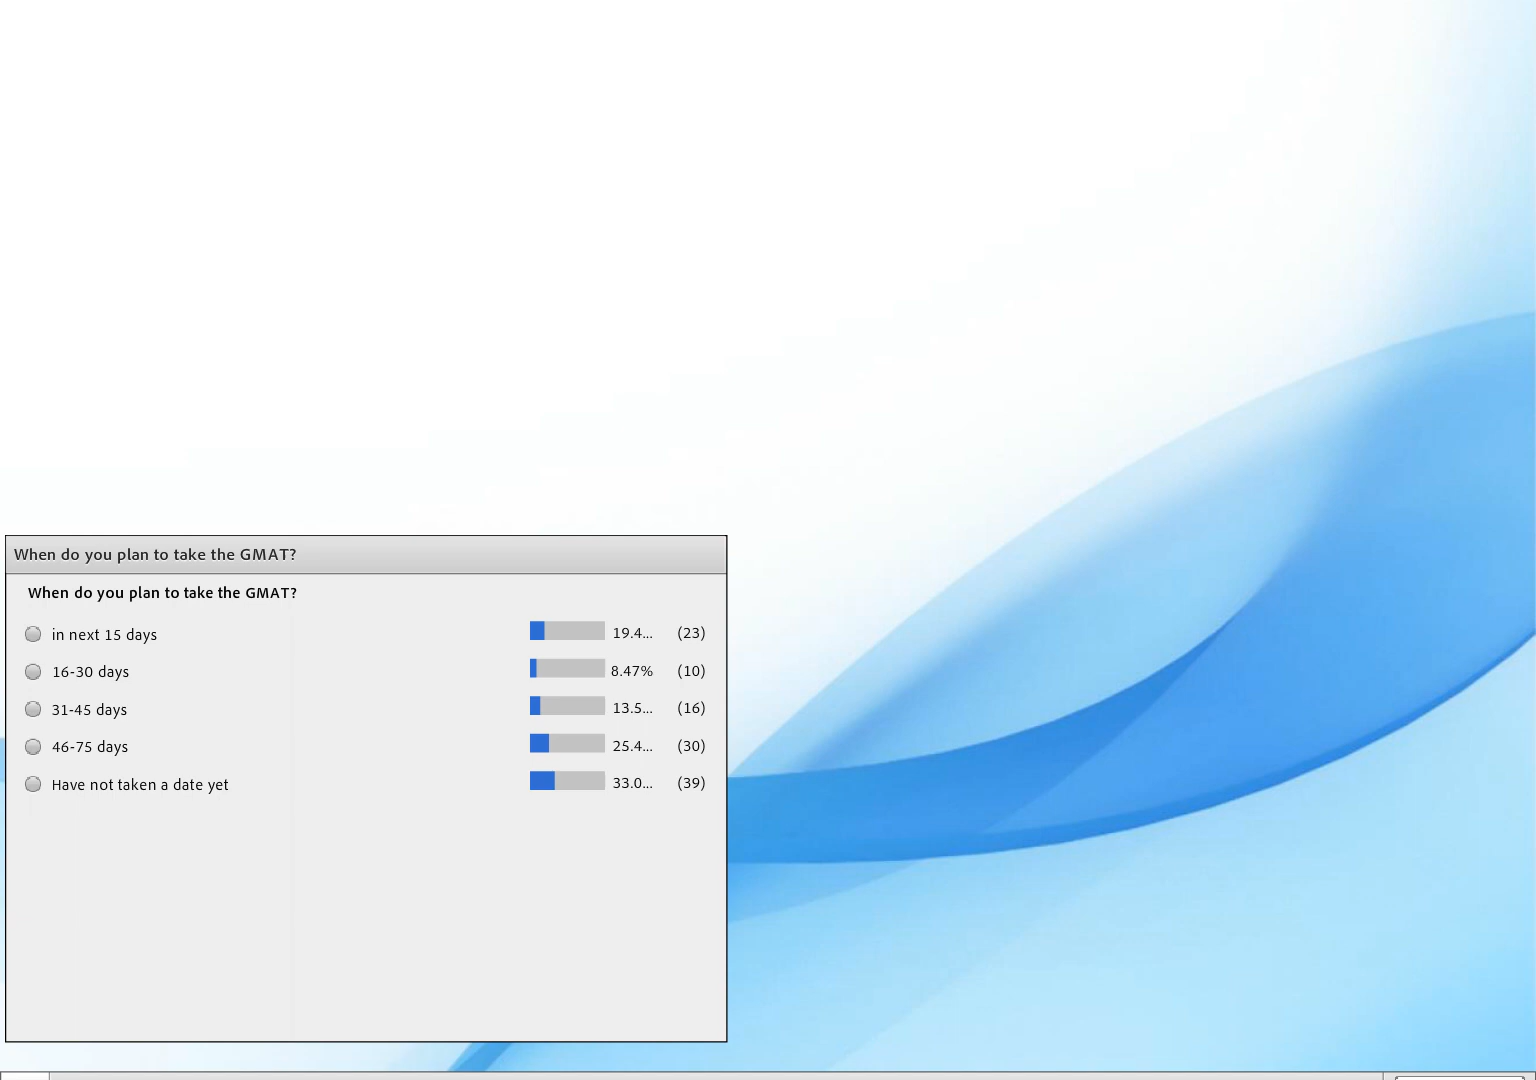 When do you plan to take the GMAT?
When do you plan to take the GMAT?
in next 15 days 19.4... (23)
16-30 days 8.47% (10)
31-45 days 13.5... (16)
46-75 days 25.4... (30)
Have not taken a date yet 33.0... (39)